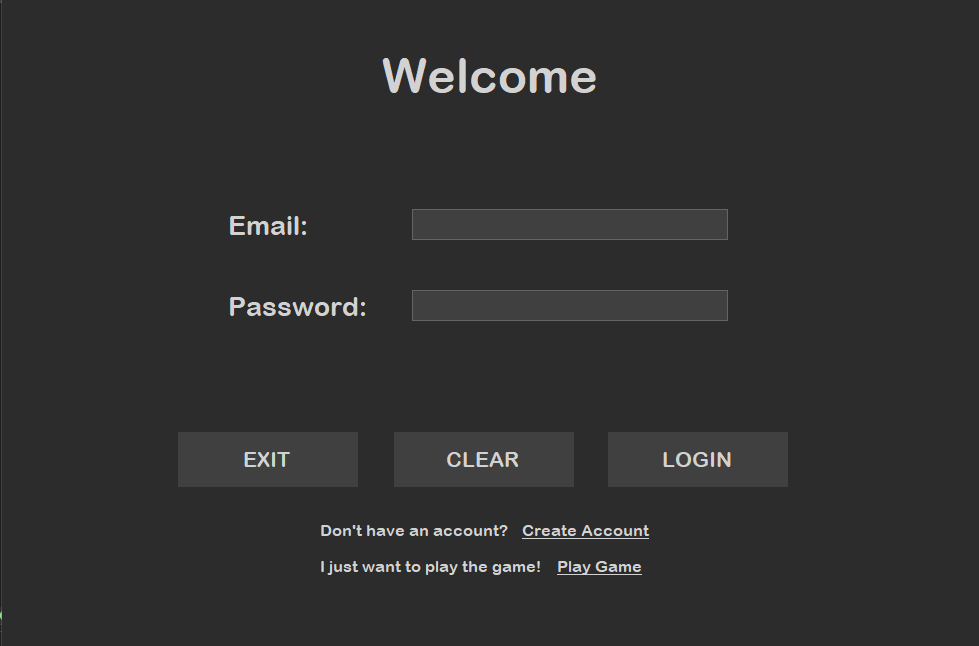 Welcome
Email:
Password:
EXIT CLEAR LOGIN
Don't have an account? Create Account
I just want to play the game! Play Game